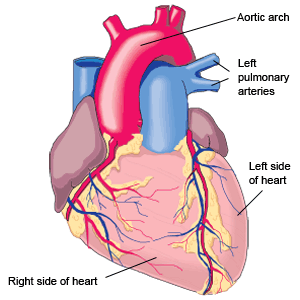 Aortic arch
Left
pulmonary
arteries
Left side
of heart
Right side of heart